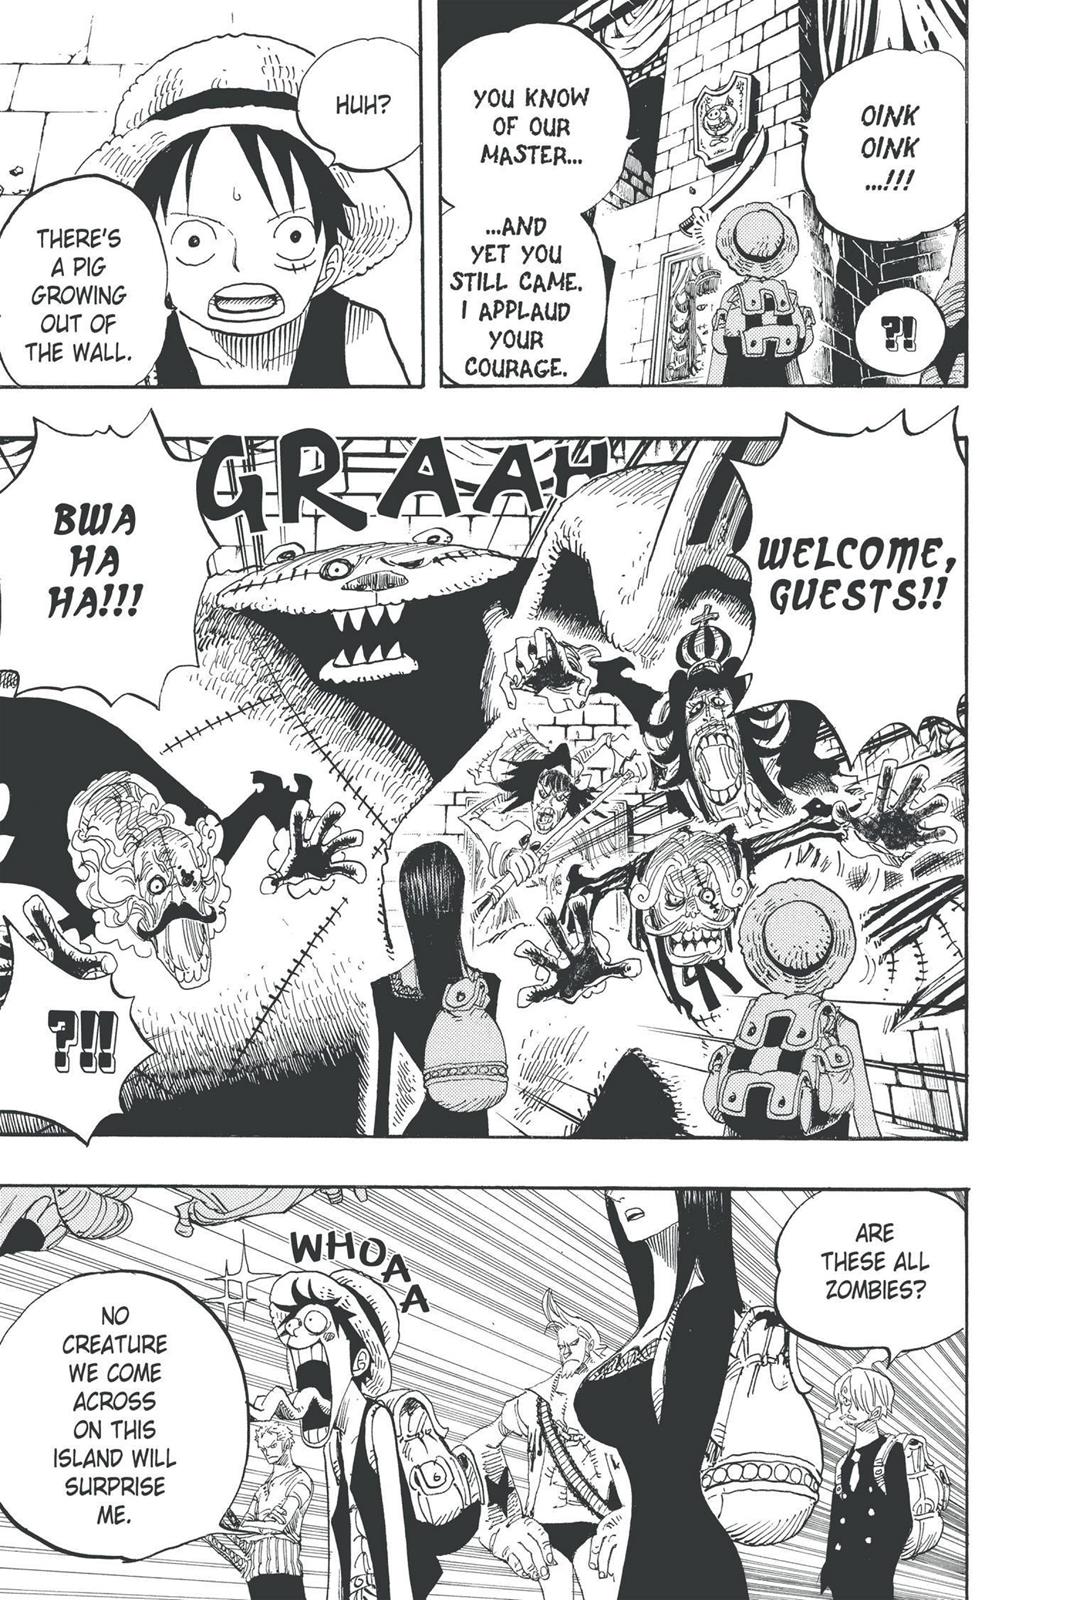 OINK
OINK
...!!!
?!
YOU KNOW
OF OUR
MASTER...
...AND
YET YOU
STILL CAME.
I APPLAUD
YOUR
COURAGE.
HUH?
THERE'S
A PIG
GROWING
OUT OF
THE WALL.
WELCOME,
GUESTS!!
GRAAH
BWA
HA
HA!!!
?!!
ARE
THESE ALL
ZOMBIES?
WHOAA
NO
CREATURE
WE COME
ACROSS
ON THIS
ISLAND WILL
SURPRISE
ME.